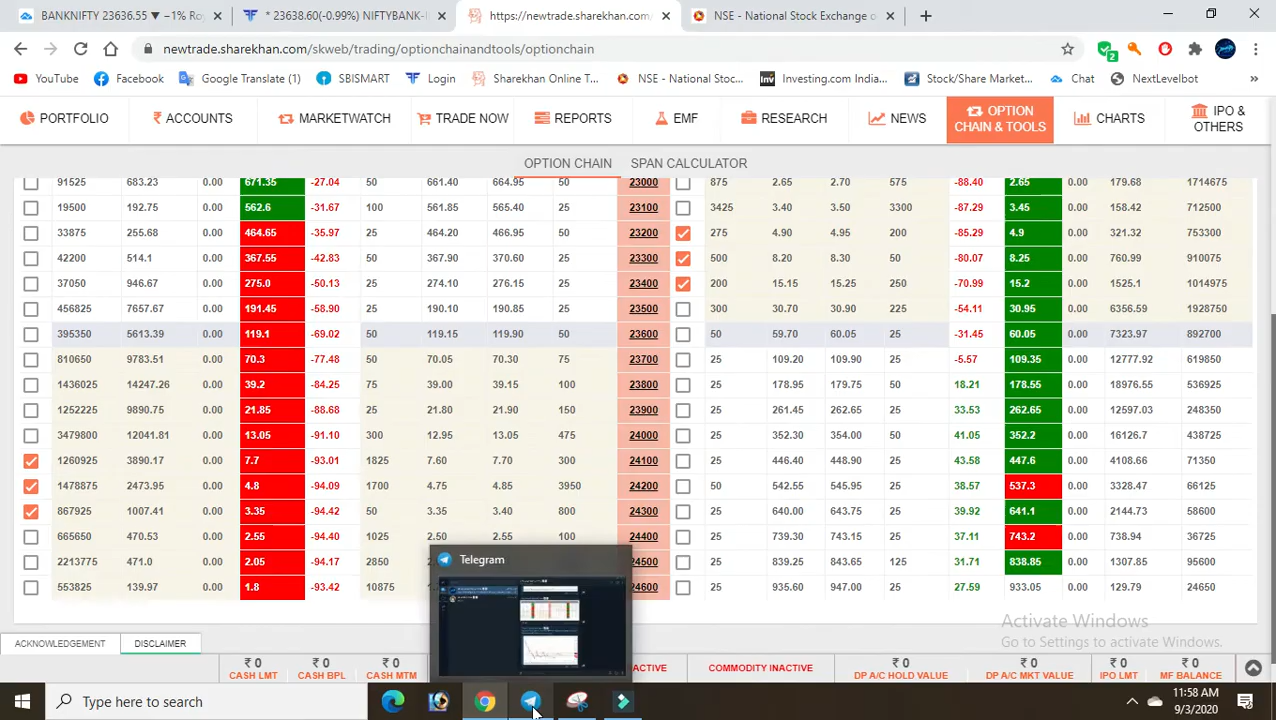 BANKNIFTY 23636.55 ▼ −1% Ro × * 23638.60(-0.99%) NIFTYBANK-I × https://newtrade.sharekhan.com/ × NSE - National Stock Exchange o × +
newtrade.sharekhan.com/skweb/trading/optionchainandtools/optionchain
YouTube Facebook Google Translate (1) SBISMART Login Sharekhan Online T... NSE - National Sto... Investing.com India... Stock/Share Market... Chat NextLevelbot »
PORTFOLIO ACCOUNTS MARKETWATCH TRADE NOW REPORTS EMF RESEARCH NEWS OPTION CHAIN & TOOLS CHARTS IPO & OTHERS
OPTION CHAIN SPAN CALCULATOR
91525 683.23 0.00 671.35 -27.04 50 661.40 664.95 50 23000 875 2.65 2.70 575 -88.40 2.65 0.00 179.68 1714675
19500 192.75 0.00 562.6 -31.67 100 561.85 565.40 25 23100 3425 3.40 3.50 3300 -87.29 3.45 0.00 158.42 712500
33875 255.68 0.00 464.65 -35.97 25 464.20 466.95 50 23200 275 4.90 4.95 200 -85.29 4.9 0.00 321.32 753300
42200 514.1 0.00 367.55 -42.83 25 367.90 370.60 25 23300 500 8.20 8.30 50 -80.07 8.25 0.00 760.99 910075
37050 946.67 0.00 275.0 -50.13 25 274.10 276.15 25 23400 200 15.15 15.25 250 -70.99 15.2 0.00 1525.1 1014975
456825 7657.67 0.00 191.45 -58.95 25 190.10 190.85 25 23500 300 30.70 30.90 225 -54.11 30.95 0.00 6356.59 1928750
395350 5613.39 0.00 119.1 -69.02 50 119.15 119.90 50 23600 50 59.70 60.05 25 -31.45 60.05 0.00 7323.97 892700
810650 9783.51 0.00 70.3 -77.48 50 70.05 70.30 75 23700 25 109.20 109.90 25 -5.57 109.35 0.00 12777.92 619850
1436025 14247.26 0.00 39.2 -84.25 75 39.00 39.15 100 23800 25 178.95 179.75 50 18.21 178.55 0.00 18976.55 536925
1252225 9890.75 0.00 21.85 -88.68 25 21.80 21.90 150 23900 25 261.45 262.65 25 33.53 262.65 0.00 12597.03 248350
3479800 12041.81 0.00 13.05 -91.10 300 12.95 13.05 475 24000 25 352.30 354.00 50 41.05 352.2 0.00 16126.7 438725
1260925 3890.17 0.00 7.7 -93.01 1825 7.60 7.70 300 24100 25 446.40 448.90 25 43.58 447.6 0.00 4108.66 71350
1478875 2473.95 0.00 4.8 -94.09 1700 4.75 4.85 3950 24200 50 542.55 545.95 25 38.57 537.3 0.00 3328.47 66125
867925 1007.41 0.00 3.35 -94.42 50 3.35 3.40 800 24300 25 640.00 643.75 25 39.92 641.1 0.00 2144.73 58600
665650 470.53 0.00 2.55 1025 2.50 2.60 100 24400 25 739.30 743.15 25 37.11 743.2 0.00 738.94 36725
2213775 471.0 0.00 2.05 2850 24500 25 839.25 843.65 125 31.71 838.85 0.00 1307.85 95600
553825 139.97 0.00 1.8 10875 24600 25 935.00 947.00 25 933.05 0.00 129.75 24650
Telegram
Activate Windows
Go to Settings to activate Windows.
ACKNOWLEDGEMENT DISCLAIMER
₹ 0 ₹ 0 ₹ 0 ₹ 0 ₹ 0 ₹ 0 ₹ 0
CASH LMT CASH BFL CASH MTM COMMODITY INACTIVE DP A/C HOLD VALUE DP A/C MKT VALUE IPO LMT MF BALANCE
Type here to search
11:58 AM
9/3/2020